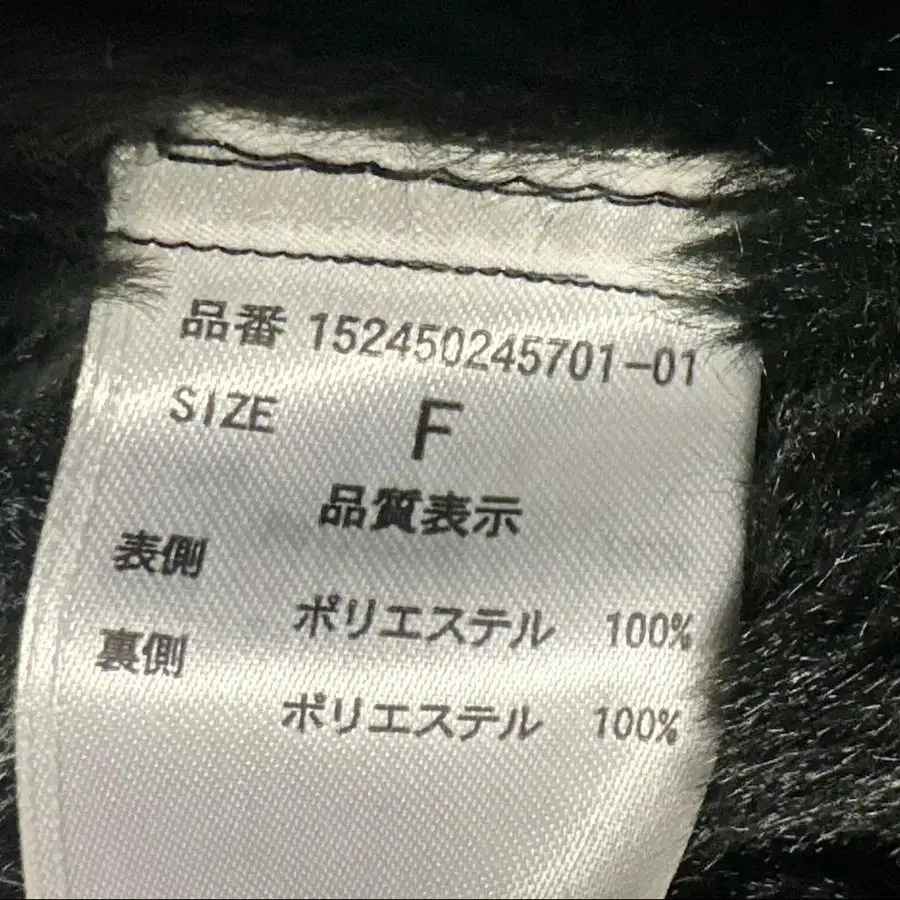 品番 152450245701-01
SIZE F
品質表示
表側
ポリエステル 100%
裏側
ポリエステル 100%